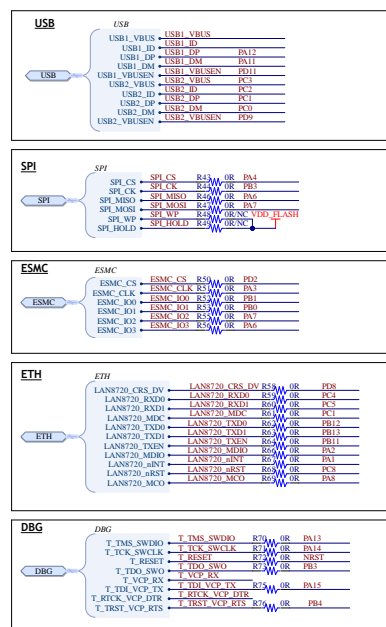 USB
USB
USB
USB1_VBUS USB1_VBUS
USB1_ID USB1_ID
USB1_DP USB1_DP PA12
USB1_DM USB1_DM PA11
USB1_VBUSEN USB1_VBUSEN PD11
USB2_VBUS USB2_VBUS PC3
USB2_ID USB2_ID PC2
USB2_DP USB2_DP PC1
USB2_DM USB2_DM PC0
USB2_VBUSEN USB2_VBUSEN PD9
SPI
SPI
SPI
SPI_CS SPI_CS R43 0R PA4
SPI_CK SPI_CK R44 0R PB3
SPI_MISO SPI_MISO R46 0R PA6
SPI_MOSI SPI_MOSI R47 0R PA7
SPI_WP SPI_WP R48 0R/NC VDD_FLASH
SPI_HOLD SPI_HOLD R49 0R/NC
ESMC
ESMC
ESMC
ESMC_CS ESMC_CS R50 0R PD2
ESMC_CLK ESMC_CLK R51 0R PA3
ESMC_IO0 ESMC_IO0 R52 0R PB1
ESMC_IO1 ESMC_IO1 R53 0R PB0
ESMC_IO2 ESMC_IO2 R55 0R PA7
ESMC_IO3 ESMC_IO3 R56 0R PA6
ETH
ETH
ETH
LAN8720_CRS_DV LAN8720_CRS_DV R58 0R PD8
LAN8720_RXD0 LAN8720_RXD0 0R PC4
LAN8720_RXD1 LAN8720_RXD1 0R PC5
LAN8720_MDC LAN8720_MDC 0R PC1
LAN8720_TXD0 LAN8720_TXD0 0R PB12
LAN8720_TXD1 LAN8720_TXD1 0R PB13
LAN8720_TXEN LAN8720_TXEN 0R PB11
LAN8720_MDIO LAN8720_MDIO 0R PA2
LAN8720_nINT LAN8720_nINT 0R PA1
LAN8720_nRST LAN8720_nRST 0R PC8
LAN8720_MCO LAN8720_MCO 0R PA8
DBG
DBG
DBG
T_TMS_SWDIO T_TMS_SWDIO R70 0R PA13
T_TCK_SWCLK T_TCK_SWCLK R71 0R PA14
T_RESET T_RESET R72 0R NRST
T_TDO_SWO T_TDO_SWO R73 0R PB3
T_VCP_RX T_VCP_RX
T_TDI_VCP_TX T_TDI_VCP_TX R75 0R PA15
T_RTCK_VCP_DTR T_RTCK_VCP_DTR
T_TRST_VCP_RTS T_TRST_VCP_RTS R76 0R PB4